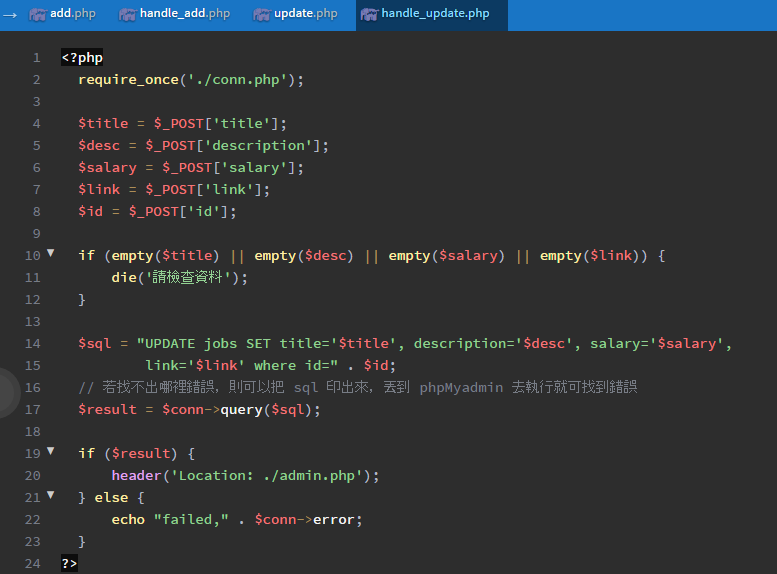 → add.php handle_add.php update.php handle_update.php
1 <?php
2 require_once('./conn.php');
3
4 $title = $_POST['title'];
5 $desc = $_POST['description'];
6 $salary = $_POST['salary'];
7 $link = $_POST['link'];
8 $id = $_POST['id'];
9
10 ▼ if (empty($title) || empty($desc) || empty($salary) || empty($link)) {
11 die('請檢查資料');
12 }
13
14 $sql = "UPDATE jobs SET title='$title', description='$desc', salary='$salary',
15 link='$link' where id=" . $id;
16 // 若找不出哪裡錯誤，則可以把 sql 印出來，丟到 phpMyadmin 去執行就可找到錯誤
17 $result = $conn->query($sql);
18
19 ▼ if ($result) {
20 header('Location: ./admin.php');
21 ▼ } else {
22 echo "failed," . $conn->error;
23 }
24 ?>